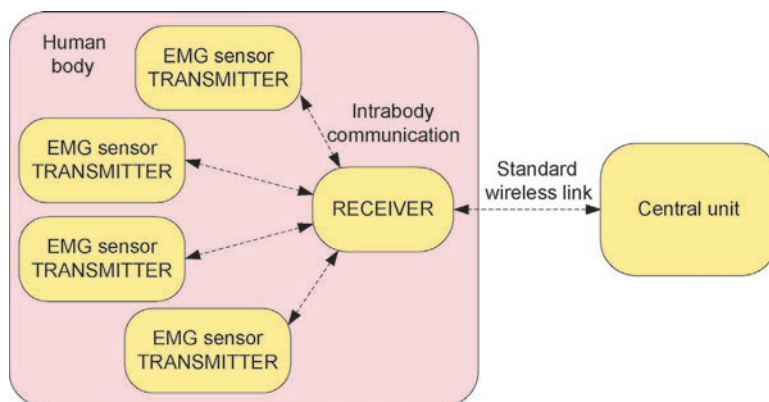 Human
body
EMG sensor
TRANSMITTER
Intrabody
communication
EMG sensor
TRANSMITTER
EMG sensor
TRANSMITTER
EMG sensor
TRANSMITTER
RECEIVER
Standard
wireless link
Central unit